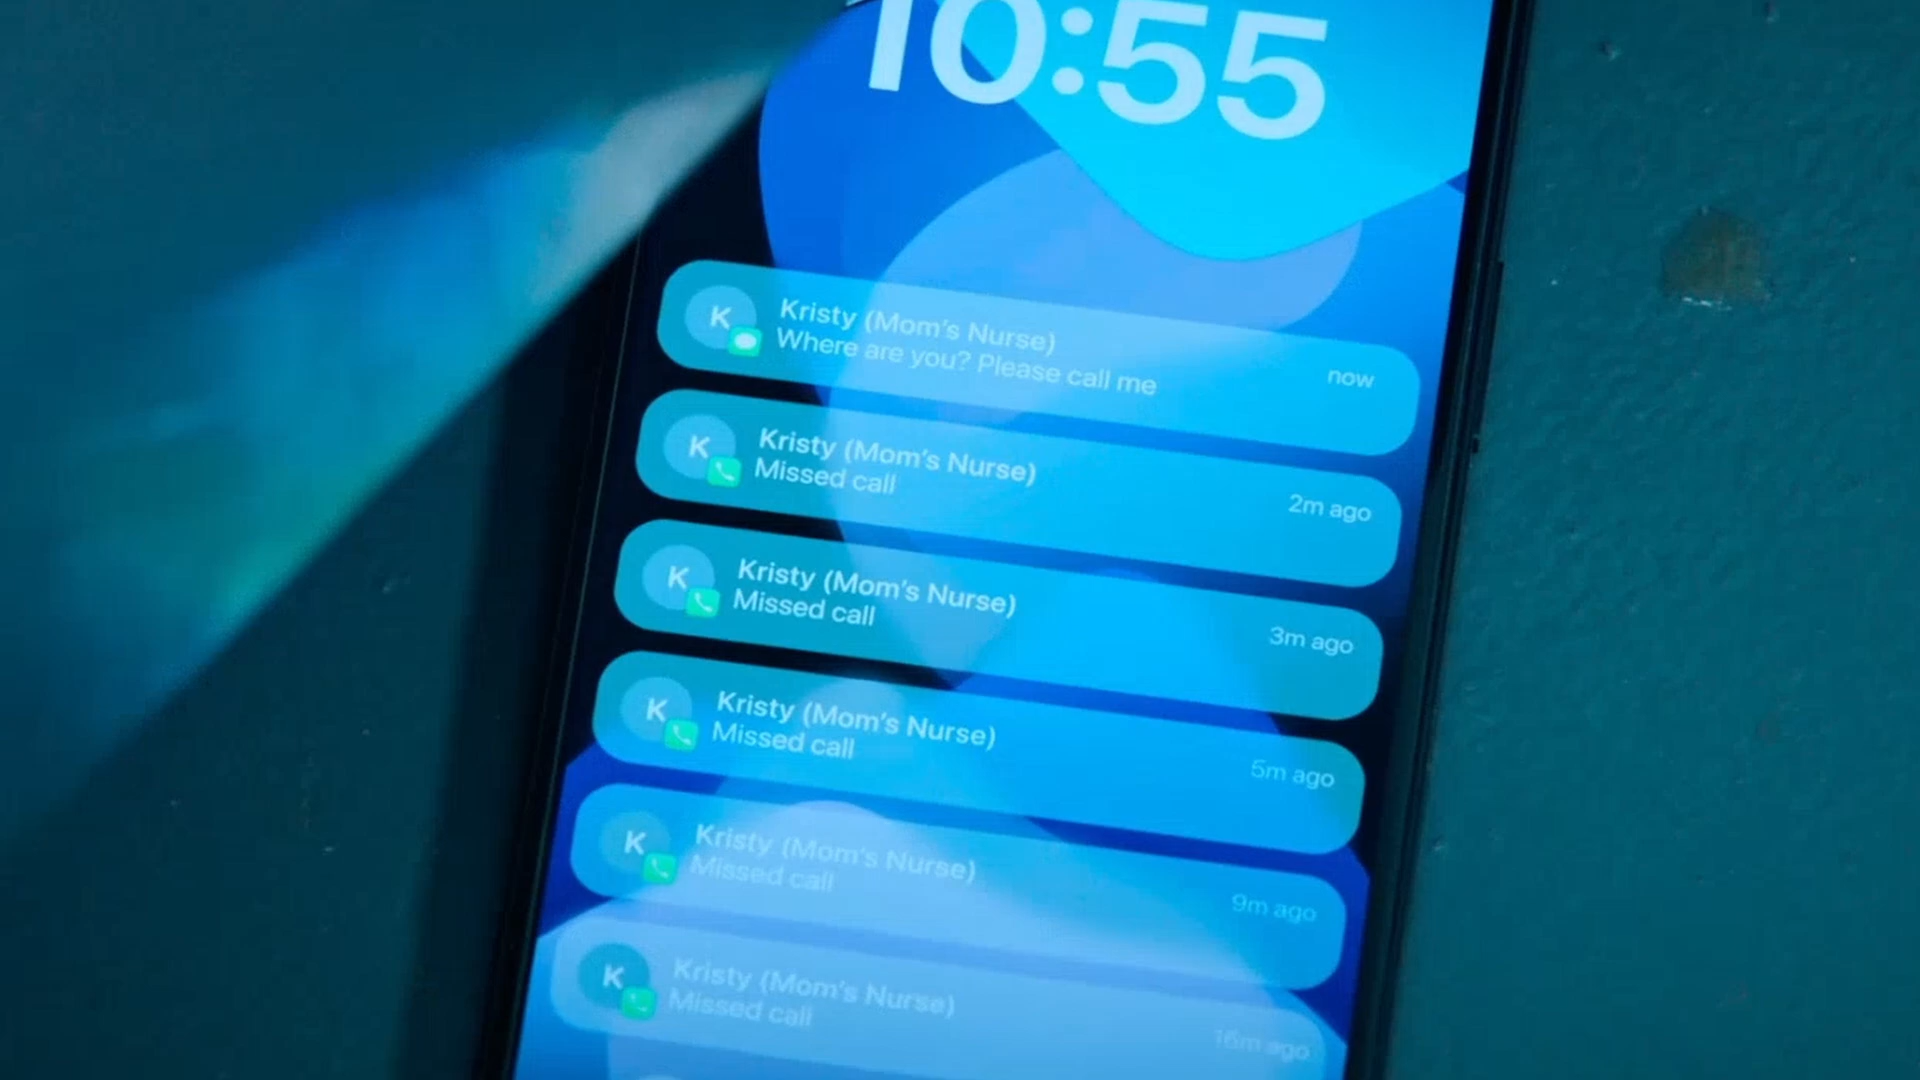 10:55
K
Kristy (Mom's Nurse)
Where are you? Please call me
now
K
Kristy (Mom's Nurse)
Missed call
2m ago
K
Kristy (Mom's Nurse)
Missed call
3m ago
K
Kristy (Mom's Nurse)
Missed call
5m ago
K
Kristy (Mom's Nurse)
Missed call
9m ago
K
Kristy (Mom's Nurse)
Missed call
16m ago